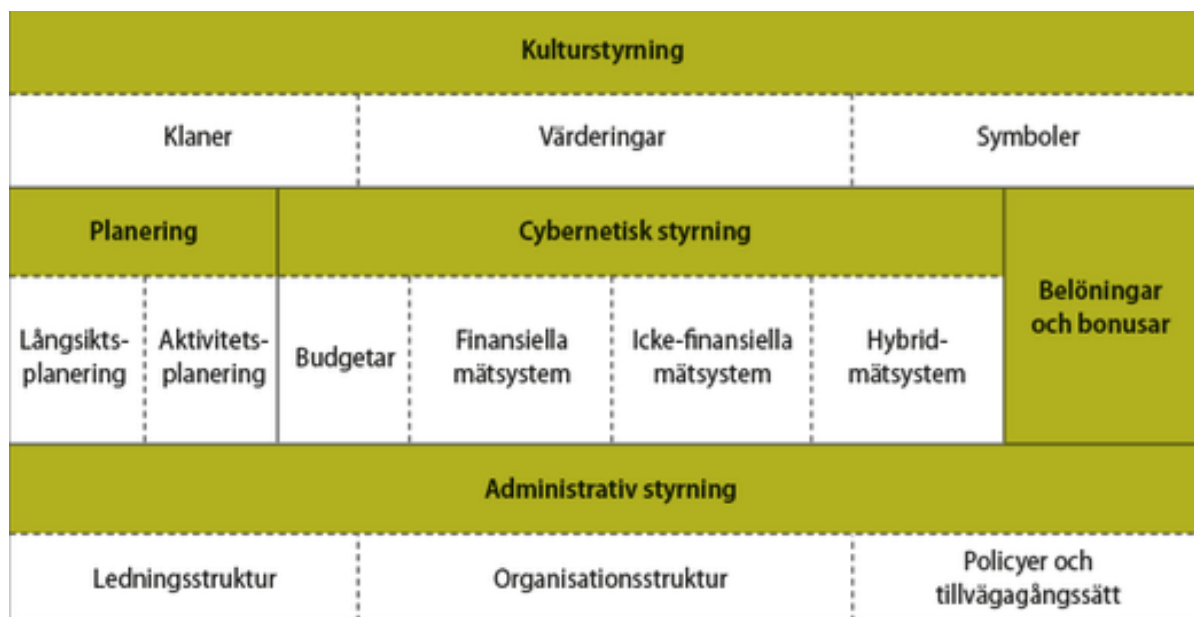 Kulturstyrning
Klaner
Värderingar
Symboler
Planering
Cybernetisk styrning
Belöningar
och bonusar
Långsikts-
planering
Aktivitets-
planering
Budgetar
Finansiella
mätsystem
Icke-finansiella
mätsystem
Hybrid-
mätsystem
Administrativ styrning
Ledningsstruktur
Organisationsstruktur
Policyer och
tillvägagångssätt